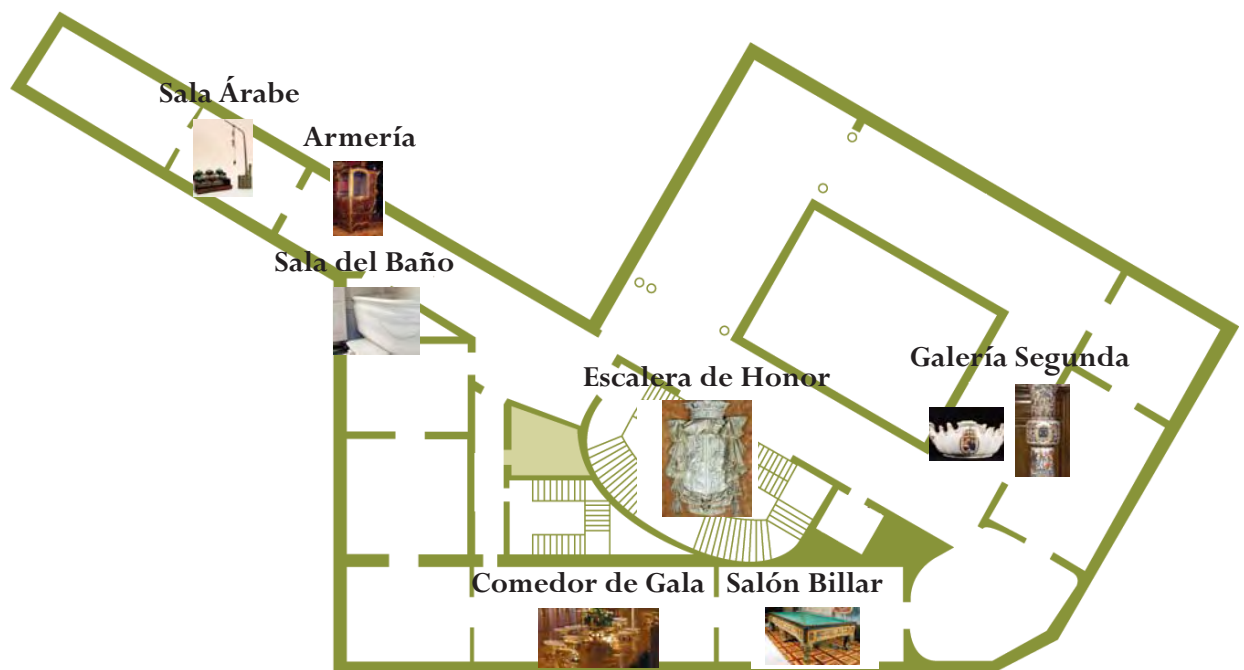 Sala Árabe
Armería
Sala del Baño
Galería Segunda
Escalera de Honor
Comedor de Gala
Salón Billar